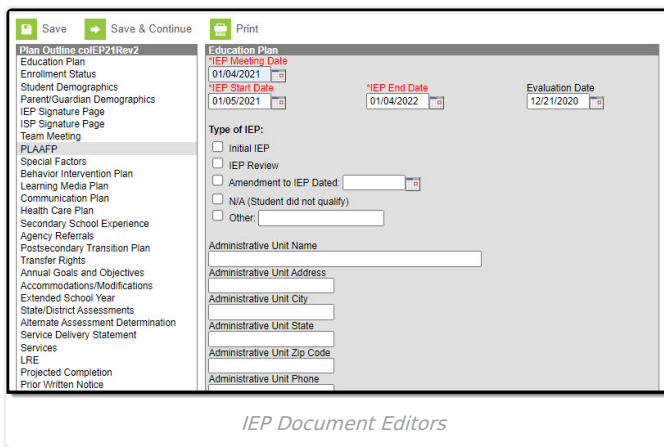 Save Save & Continue Print
Plan Outline coIEP21Rev2
Education Plan
Enrollment Status
Student Demographics
Parent/Guardian Demographics
IEP Signature Page
ISP Signature Page
Team Meeting
PLAAFP
Special Factors
Behavior Intervention Plan
Learning Media Plan
Communication Plan
Health Care Plan
Secondary School Experience
Agency Referrals
Postsecondary Transition Plan
Transfer Rights
Annual Goals and Objectives
Accommodations/Modifications
Extended School Year
State/District Assessments
Alternate Assessment Determination
Service Delivery Statement
Services
LRE
Projected Completion
Prior Written Notice
Education Plan
*IEP Meeting Date
01/04/2021
*IEP Start Date *IEP End Date Evaluation Date
01/05/2021 01/04/2022 12/21/2020
Type of IEP:
Initial IEP
IEP Review
Amendment to IEP Dated:
N/A (Student did not qualify)
Other:
Administrative Unit Name
Administrative Unit Address
Administrative Unit City
Administrative Unit State
Administrative Unit Zip Code
Administrative Unit Phone
IEP Document Editors